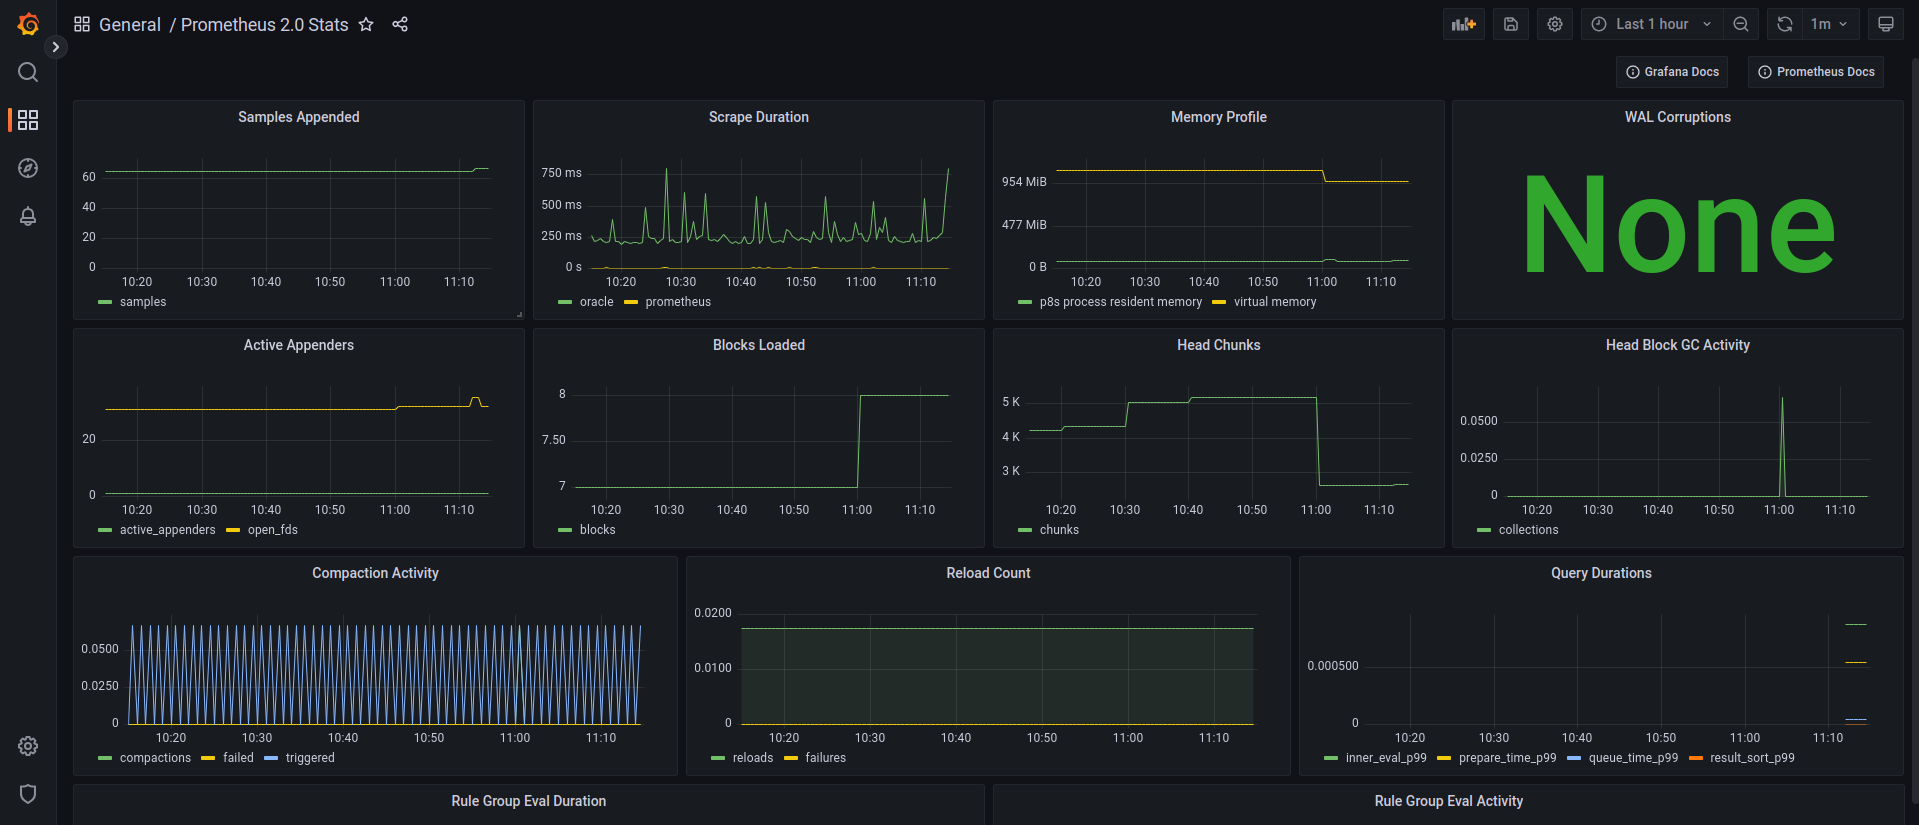 General / Prometheus 2.0 Stats
Last 1 hour
1m
Grafana Docs
Prometheus Docs
Samples Appended
60
40
20
0
10:20 10:30 10:40 10:50 11:00 11:10
samples
Scrape Duration
750 ms
500 ms
250 ms
0 s
10:20 10:30 10:40 10:50 11:00 11:10
oracle prometheus
Memory Profile
954 MiB
477 MiB
0 B
10:20 10:30 10:40 10:50 11:00 11:10
p8s process resident memory virtual memory
WAL Corruptions
None
Active Appenders
20
0
10:20 10:30 10:40 10:50 11:00 11:10
active_appenders open_fds
Blocks Loaded
8
7.50
7
10:20 10:30 10:40 10:50 11:00 11:10
blocks
Head Chunks
5 K
4 K
3 K
10:20 10:30 10:40 10:50 11:00 11:10
chunks
Head Block GC Activity
0.0500
0.0250
0
10:20 10:30 10:40 10:50 11:00 11:10
collections
Compaction Activity
0.0500
0.0250
0
10:20 10:30 10:40 10:50 11:00 11:10
compactions failed triggered
Reload Count
0.0200
0.0100
0
10:20 10:30 10:40 10:50 11:00 11:10
reloads failures
Query Durations
0.000500
0
10:20 10:30 10:40 10:50 11:00 11:10
inner_eval_p99 prepare_time_p99 queue_time_p99 result_sort_p99
Rule Group Eval Duration
Rule Group Eval Activity